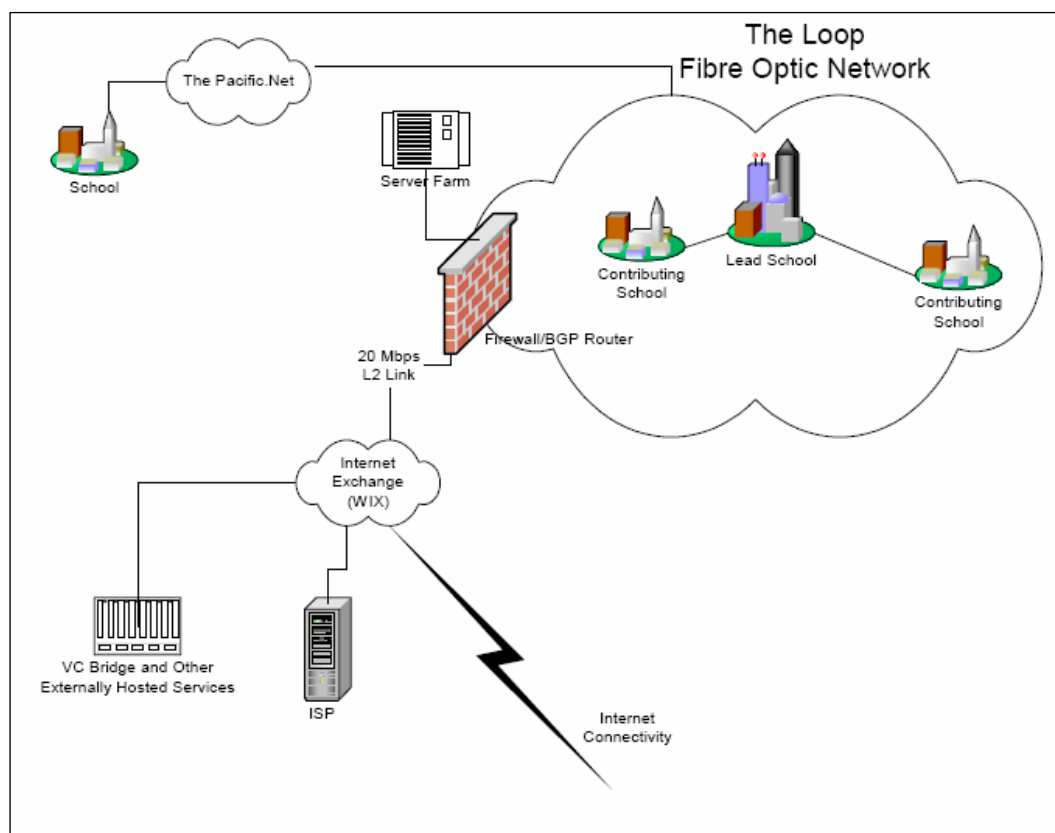 The Loop
Fibre Optic Network
The Pacific.Net
School
Server Farm
Contributing
School
Lead School
Contributing
School
Firewall/BGP Router
20 Mbps
L2 Link
Internet
Exchange
(WIX)
VC Bridge and Other
Externally Hosted Services
ISP
Internet
Connectivity